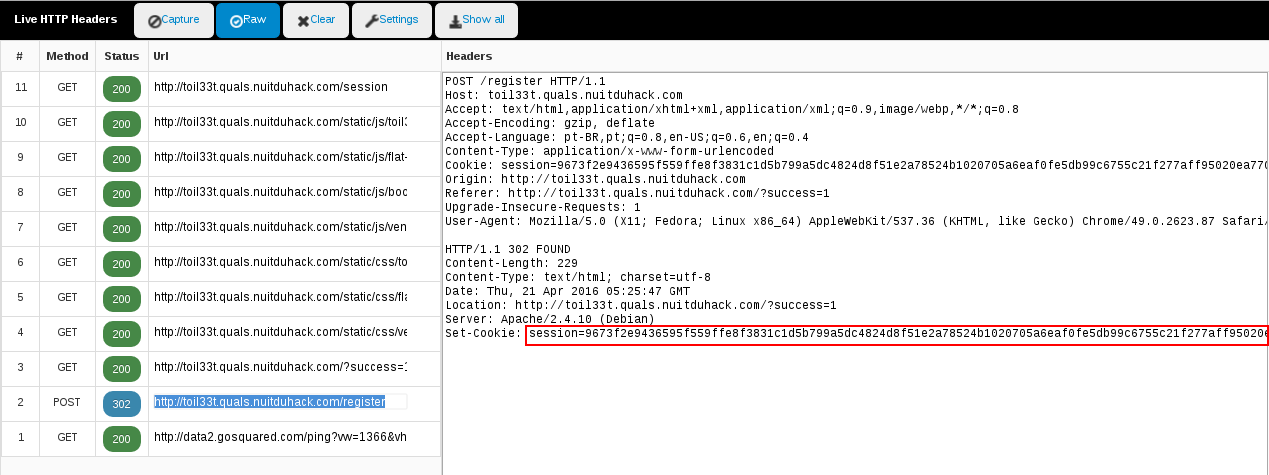 Live HTTP Headers Capture Raw Clear Settings Show all
# Method Status Url Headers
11 GET 200 http://toil33t.quals.nuitduhack.com/session
10 GET 200 http://toil33t.quals.nuitduhack.com/static/js/toil3
9 GET 200 http://toil33t.quals.nuitduhack.com/static/js/flat-
8 GET 200 http://toil33t.quals.nuitduhack.com/static/js/boo
7 GET 200 http://toil33t.quals.nuitduhack.com/static/js/ven
6 GET 200 http://toil33t.quals.nuitduhack.com/static/css/to
5 GET 200 http://toil33t.quals.nuitduhack.com/static/css/fla
4 GET 200 http://toil33t.quals.nuitduhack.com/static/css/ve
3 GET 200 http://toil33t.quals.nuitduhack.com/?success=1
2 POST 302 http://toil33t.quals.nuitduhack.com/register
1 GET 200 http://data2.gosquared.com/ping?vw=1366&vh
POST /register HTTP/1.1
Host: toil33t.quals.nuitduhack.com
Accept: text/html,application/xhtml+xml,application/xml;q=0.9,image/webp,*/*;q=0.8
Accept-Encoding: gzip, deflate
Accept-Language: pt-BR,pt;q=0.8,en-US;q=0.6,en;q=0.4
Content-Type: application/x-www-form-urlencoded
Cookie: session=9673f2e9436595f559ffe8f3831c1d5b799a5dc4824d8f51e2a78524b1020705a6eaf0fe5db99c6755c21f277aff95020ea770
Origin: http://toil33t.quals.nuitduhack.com
Referer: http://toil33t.quals.nuitduhack.com/?success=1
Upgrade-Insecure-Requests: 1
User-Agent: Mozilla/5.0 (X11; Fedora; Linux x86_64) AppleWebKit/537.36 (KHTML, like Gecko) Chrome/49.0.2623.87 Safari/
HTTP/1.1 302 FOUND
Content-Length: 229
Content-Type: text/html; charset=utf-8
Date: Thu, 21 Apr 2016 05:25:47 GMT
Location: http://toil33t.quals.nuitduhack.com/?success=1
Server: Apache/2.4.10 (Debian)
Set-Cookie: session=9673f2e9436595f559ffe8f3831c1d5b799a5dc4824d8f51e2a78524b1020705a6eaf0fe5db99c6755c21f277aff95020e